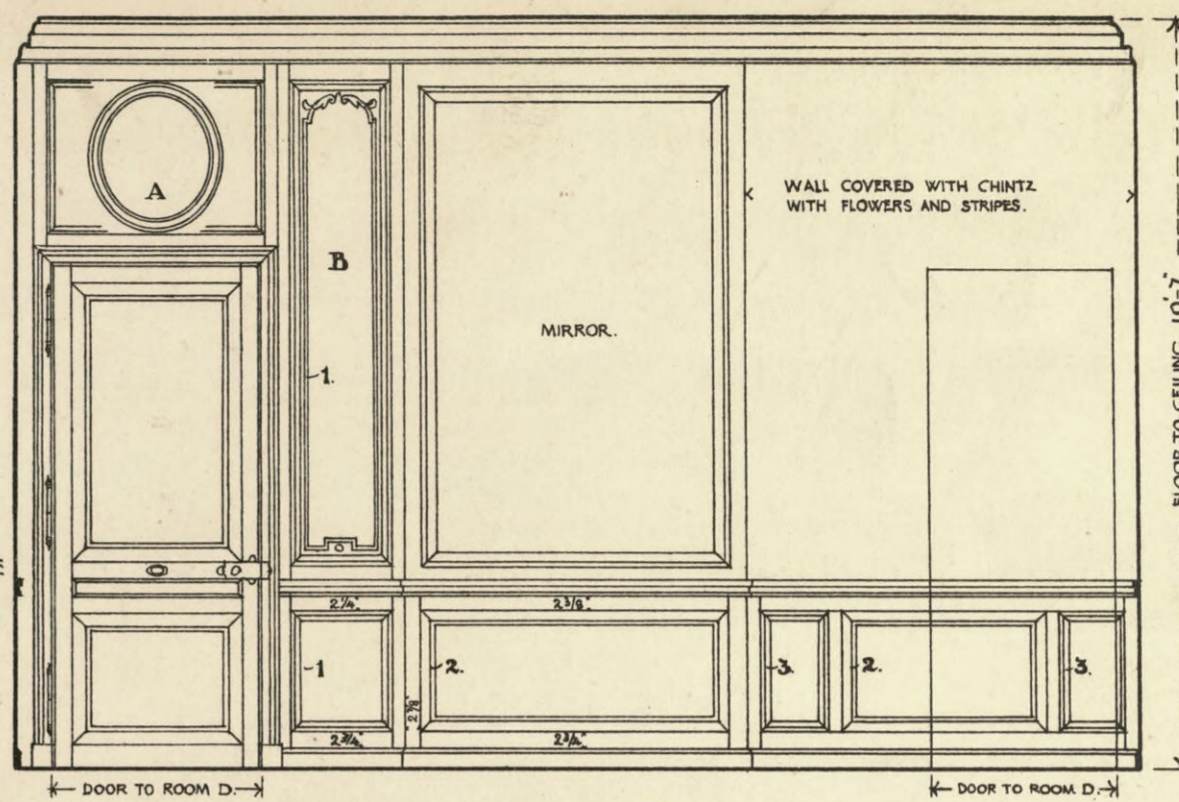 A
B
WALL COVERED WITH CHINTZ
WITH FLOWERS AND STRIPES.
MIRROR.
1.
FLOOR TO CEILING 10'-7"
2¼"
2⅜"
1
2.
3.
2.
3.
2⅞"
2¾"
2¾"
DOOR TO ROOM D.
DOOR TO ROOM D.